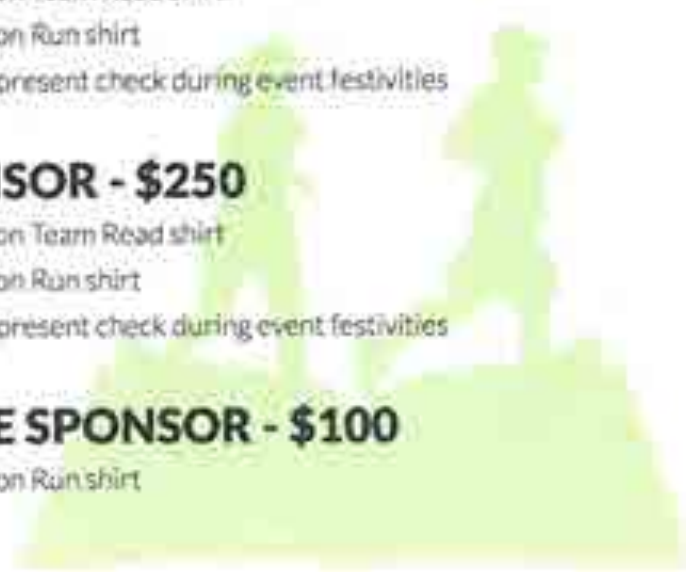 on Run shirt
present check during event festivities
SOR - $250
on Team Read shirt
on Run shirt
present check during event festivities
E SPONSOR - $100
on Run shirt